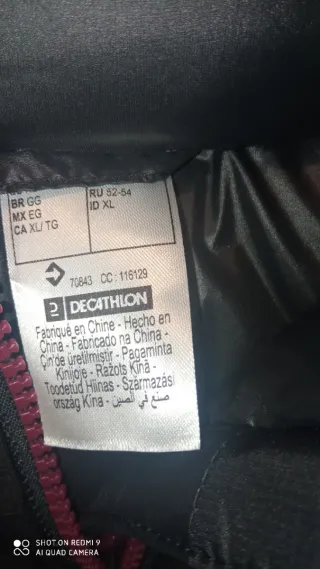 BR GG
MX EG
CA XL/ TG
RU 52-54
ID XL
70843 CC : 116129
DECATHLON
Fabriqué en Chine - Hecho en
China - Fabricado na China -
Çin'de üretilmiştir - Pagaminta
Kinijoje - Ražots Ķīnā -
Toodetud Hiinas - Származási
ország Kína - صنع في الصين
SHOT ON REDMI 9
AI QUAD CAMERA